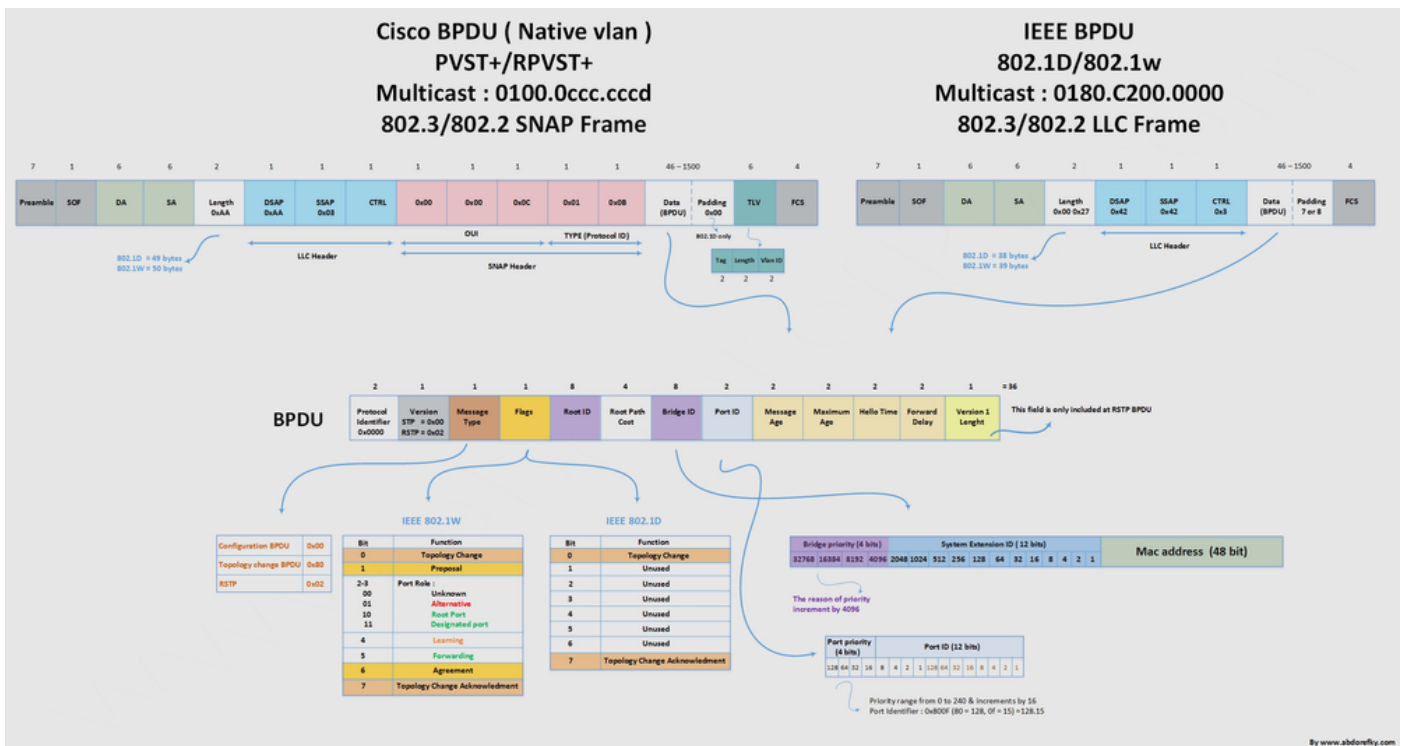 Cisco BPDU ( Native vlan )
PVST+/RPVST+
Multicast : 0100.0ccc.cccd
802.3/802.2 SNAP Frame
IEEE BPDU
802.1D/802.1w
Multicast : 0180.C200.0000
802.3/802.2 LLC Frame
7 1 6 6 2 1 1 1 1 1 1 1 1 46 – 1500 6 4
Preamble SOF DA SA Length 0xAA DSAP 0xAA SSAP 0x03 CTRL 0x00 0x00 0x0C 0x01 0x0B Data (BPDU) Padding 0x00 TLV FCS
LLC Header
OUI
TYPE (Protocol ID)
SNAP Header
802.1D = 49 bytes
802.1W = 50 bytes
802.1D only
Tag Length Vlan ID
2 2 2
7 1 6 6 2 1 1 1 46 – 1500 4
Preamble SOF DA SA Length 0x00 0x27 DSAP 0x42 SSAP 0x42 CTRL 0x3 Data (BPDU) Padding 7 or 8 FCS
LLC Header
802.1D = 38 bytes
802.1W = 39 bytes
2 1 1 1 8 4 8 2 2 2 2 2 1 = 36
BPDU
Protocol Identifier 0x0000
Version STP = 0x00 RSTP = 0x02
Message Type
Flags
Root ID
Root Path Cost
Bridge ID
Port ID
Message Age
Maximum Age
Hello Time
Forward Delay
Version 1 Lenght
This field is only included at RSTP BPDU
Configuration BPDU 0x00
Topology change BPDU 0x80
RSTP 0x02
IEEE 802.1W
Bit Function
0 Topology Change
1 Proposal
2-3 Port Role :
00 Unknown
01 Alternative
10 Root Port
11 Designated port
4 Learning
5 Forwarding
6 Agreement
7 Topology Change Acknowledment
IEEE 802.1D
Bit Function
0 Topology Change
1 Unused
2 Unused
3 Unused
4 Unused
5 Unused
6 Unused
7 Topology Change Acknowledment
Bridge priority (4 bits) System Extension ID ( 12 bits) Mac address (48 bit)
32768 16384 8192 4096 2048 1024 512 256 128 64 32 16 8 4 2 1
The reason of priority
increment by 4096
Port priority (4 bits) Port ID (12 bits)
128 64 32 16 8 4 2 1 128 64 32 16 8 4 2 1
Priority range from 0 to 240 & increments by 16
Port Identifier : 0x800F (80 = 128, 0f = 15) =128.15
By www.abdorefky.com